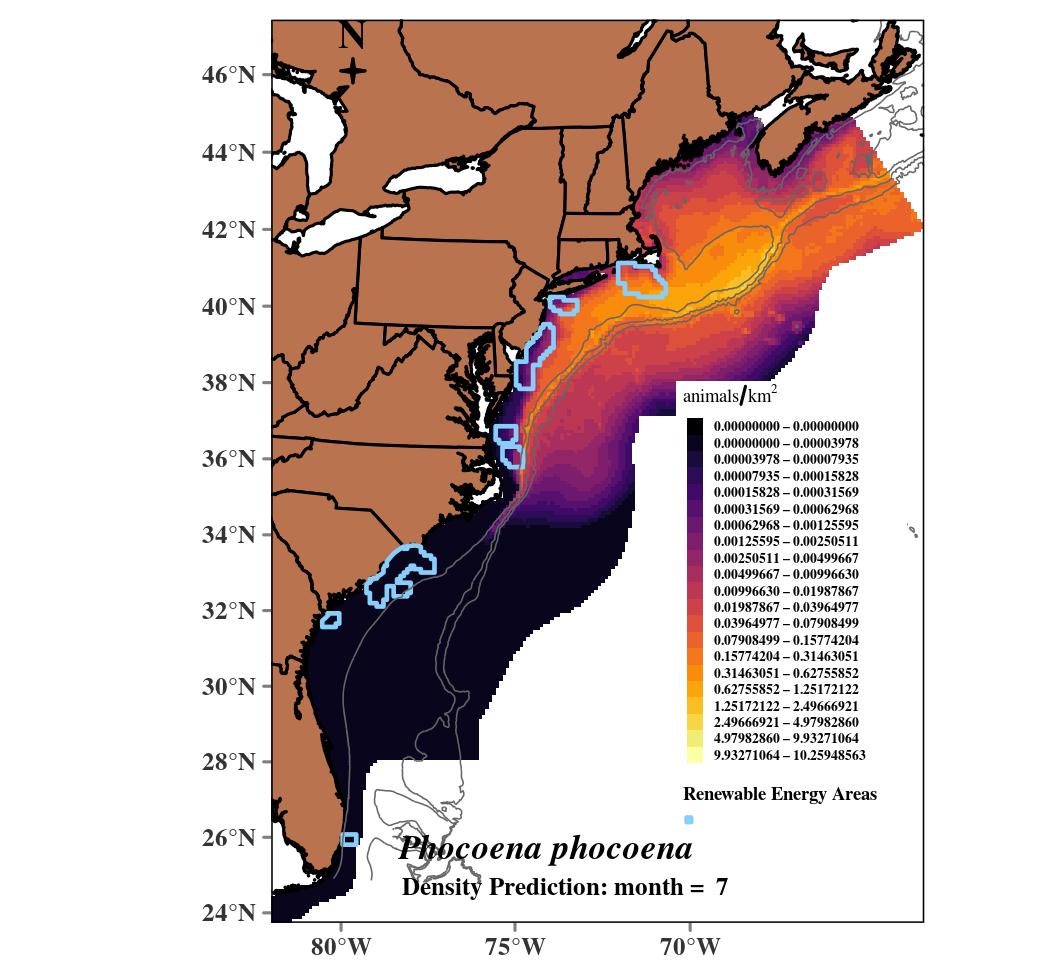 N
46°N
44°N
42°N
40°N
38°N
36°N
34°N
32°N
30°N
28°N
26°N
24°N
80°W
75°W
70°W
animals/km²
0.00000000 – 0.00000000
0.00000000 – 0.00003978
0.00003978 – 0.00007935
0.00007935 – 0.00015828
0.00015828 – 0.00031569
0.00031569 – 0.00062968
0.00062968 – 0.00125595
0.00125595 – 0.00250511
0.00250511 – 0.00499667
0.00499667 – 0.00996630
0.00996630 – 0.01987867
0.01987867 – 0.03964977
0.03964977 – 0.07908499
0.07908499 – 0.15774204
0.15774204 – 0.31463051
0.31463051 – 0.62755852
0.62755852 – 1.25172122
1.25172122 – 2.49666921
2.49666921 – 4.97982860
4.97982860 – 9.93271064
9.93271064 – 10.25948563
Renewable Energy Areas
Phocoena phocoena
Density Prediction: month = 7